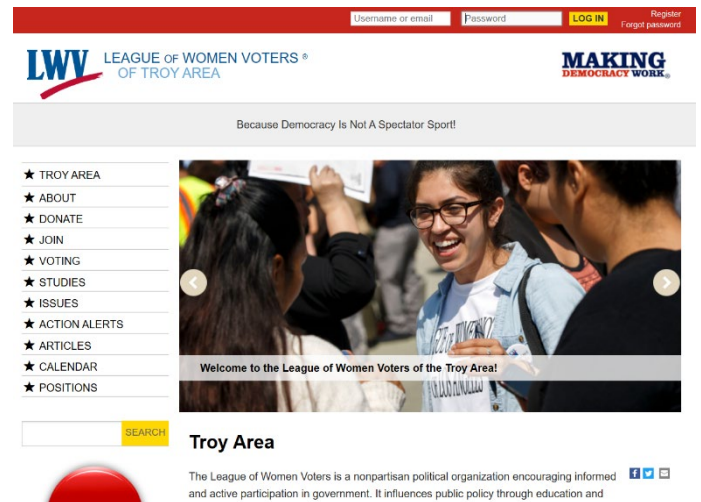 Username or email Password LOG IN Register
Forgot password
LWV LEAGUE OF WOMEN VOTERS ®
OF TROY AREA
MAKING
DEMOCRACY WORK®
Because Democracy Is Not A Spectator Sport!
★ TROY AREA
★ ABOUT
★ DONATE
★ JOIN
★ VOTING
★ STUDIES
★ ISSUES
★ ACTION ALERTS
★ ARTICLES
★ CALENDAR
★ POSITIONS
Welcome to the League of Women Voters of the Troy Area!
SEARCH
Troy Area
The League of Women Voters is a nonpartisan political organization encouraging informed
and active participation in government. It influences public policy through education and